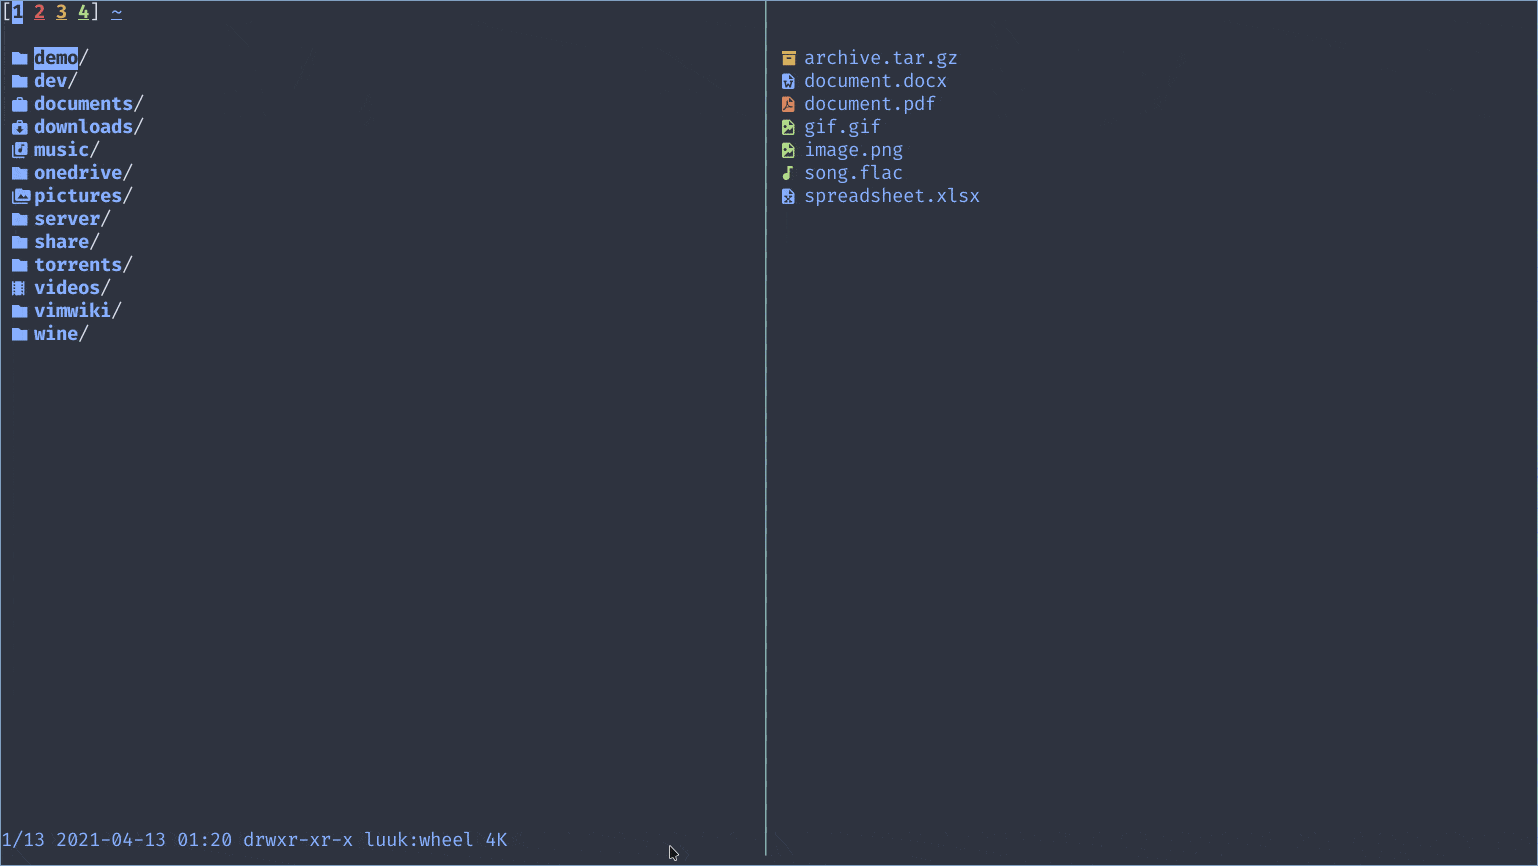 [1 2 3 4] ~
demo/
dev/
documents/
downloads/
music/
onedrive/
pictures/
server/
share/
torrents/
videos/
vimwiki/
wine/
1/13 2021-04-13 01:20 drwxr-xr-x luuk:wheel 4K
archive.tar.gz
document.docx
document.pdf
gif.gif
image.png
song.flac
spreadsheet.xlsx